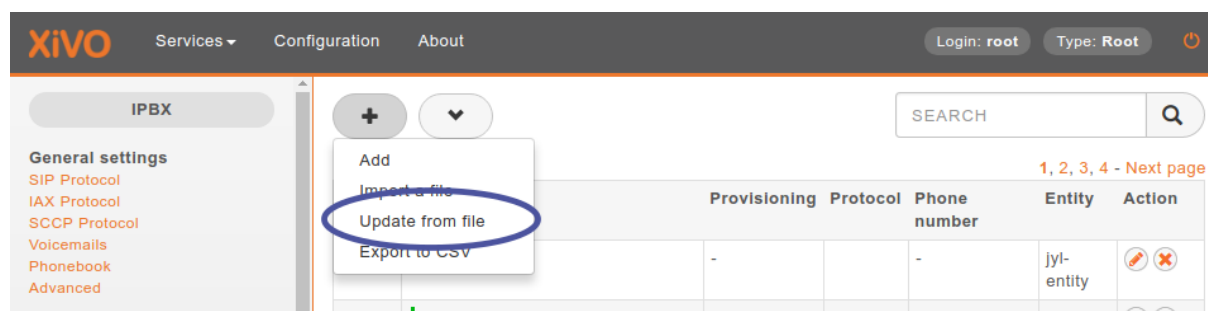 XiVO Services Configuration About Login: root Type: Root
IPBX
General settings
SIP Protocol
IAX Protocol
SCCP Protocol
Voicemails
Phonebook
Advanced
SEARCH
Add
Import a file
Update from file
Export to CSV
1, 2, 3, 4 - Next page
Provisioning Protocol Phone number Entity Action
- - jyl-entity